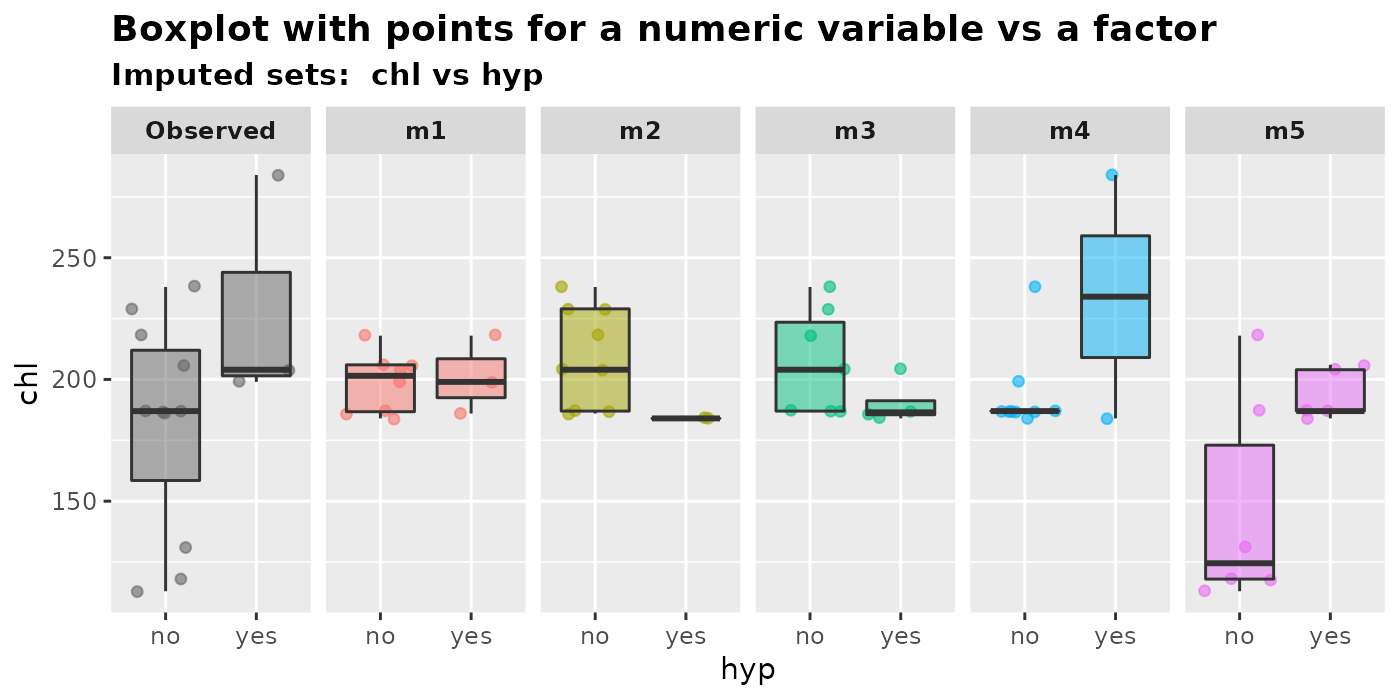 Boxplot with points for a numeric variable vs a factor
Imputed sets:  chl vs hyp
Observed m1 m2 m3 m4 m5
250
200
150
chl
no yes no yes no yes no yes no yes no yes
hyp